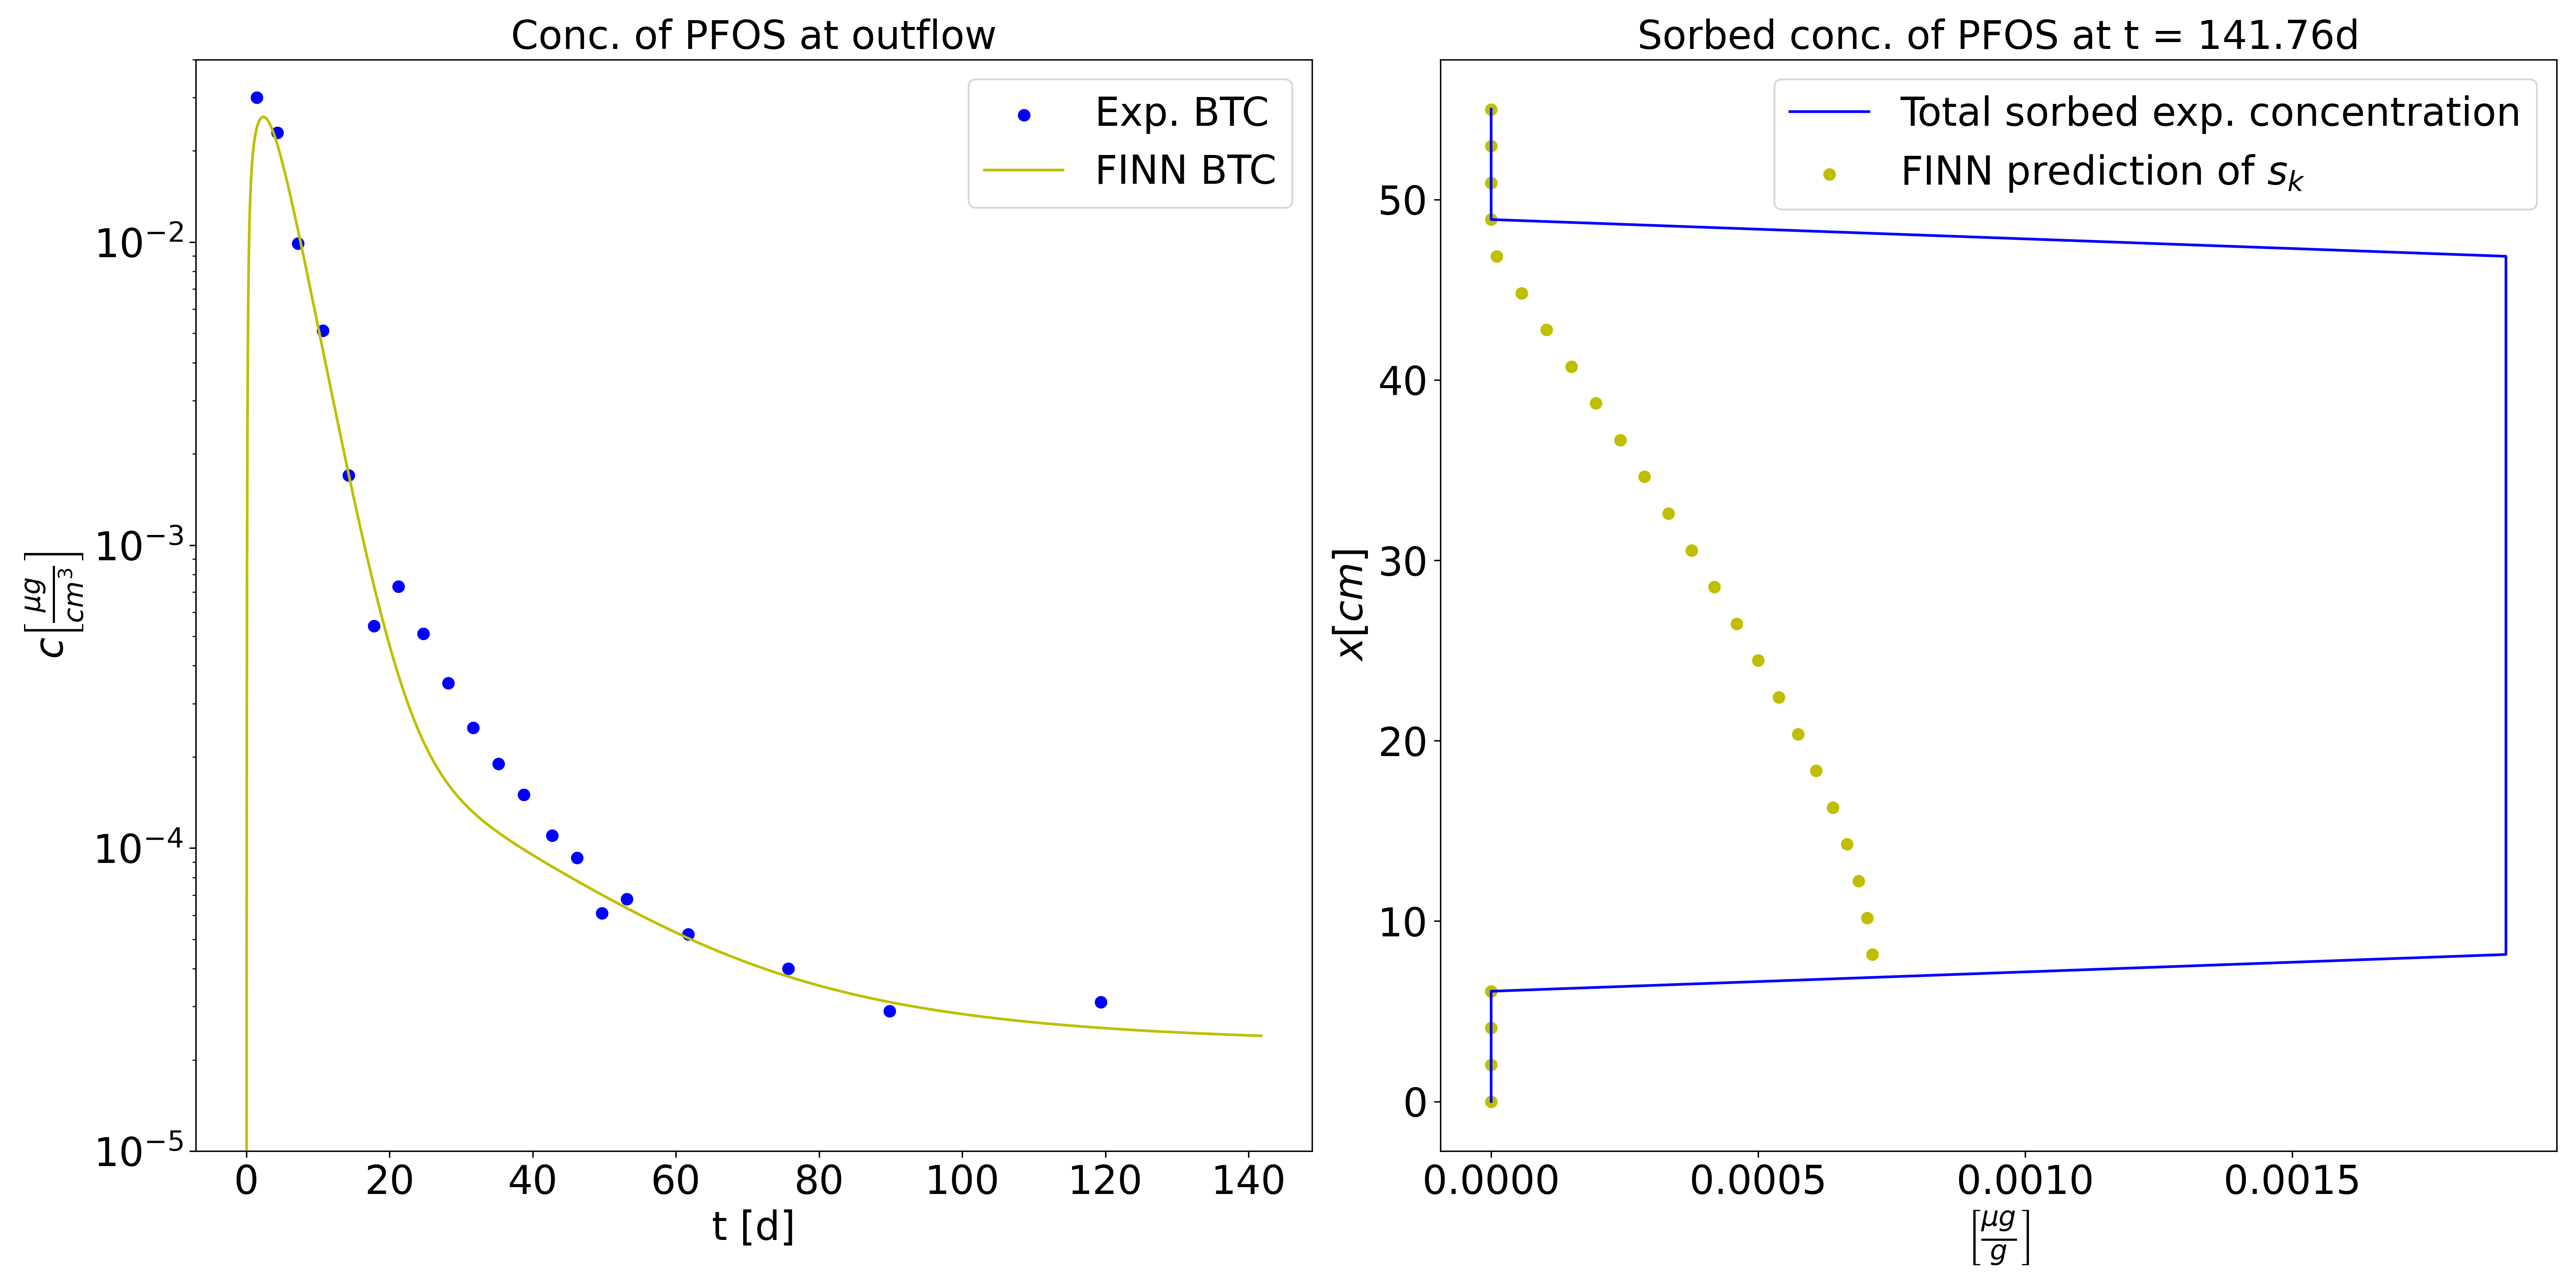 Conc. of PFOS at outflow
Exp. BTC
FINN BTC
10⁻²
10⁻³
10⁻⁴
10⁻⁵
c[μg/cm³]
0 20 40 60 80 100 120 140
t [d]
Sorbed conc. of PFOS at t = 141.76d
Total sorbed exp. concentration
FINN prediction of sₖ
50
40
30
20
10
0
x[cm]
0.0000 0.0005 0.0010 0.0015
[μg/g]